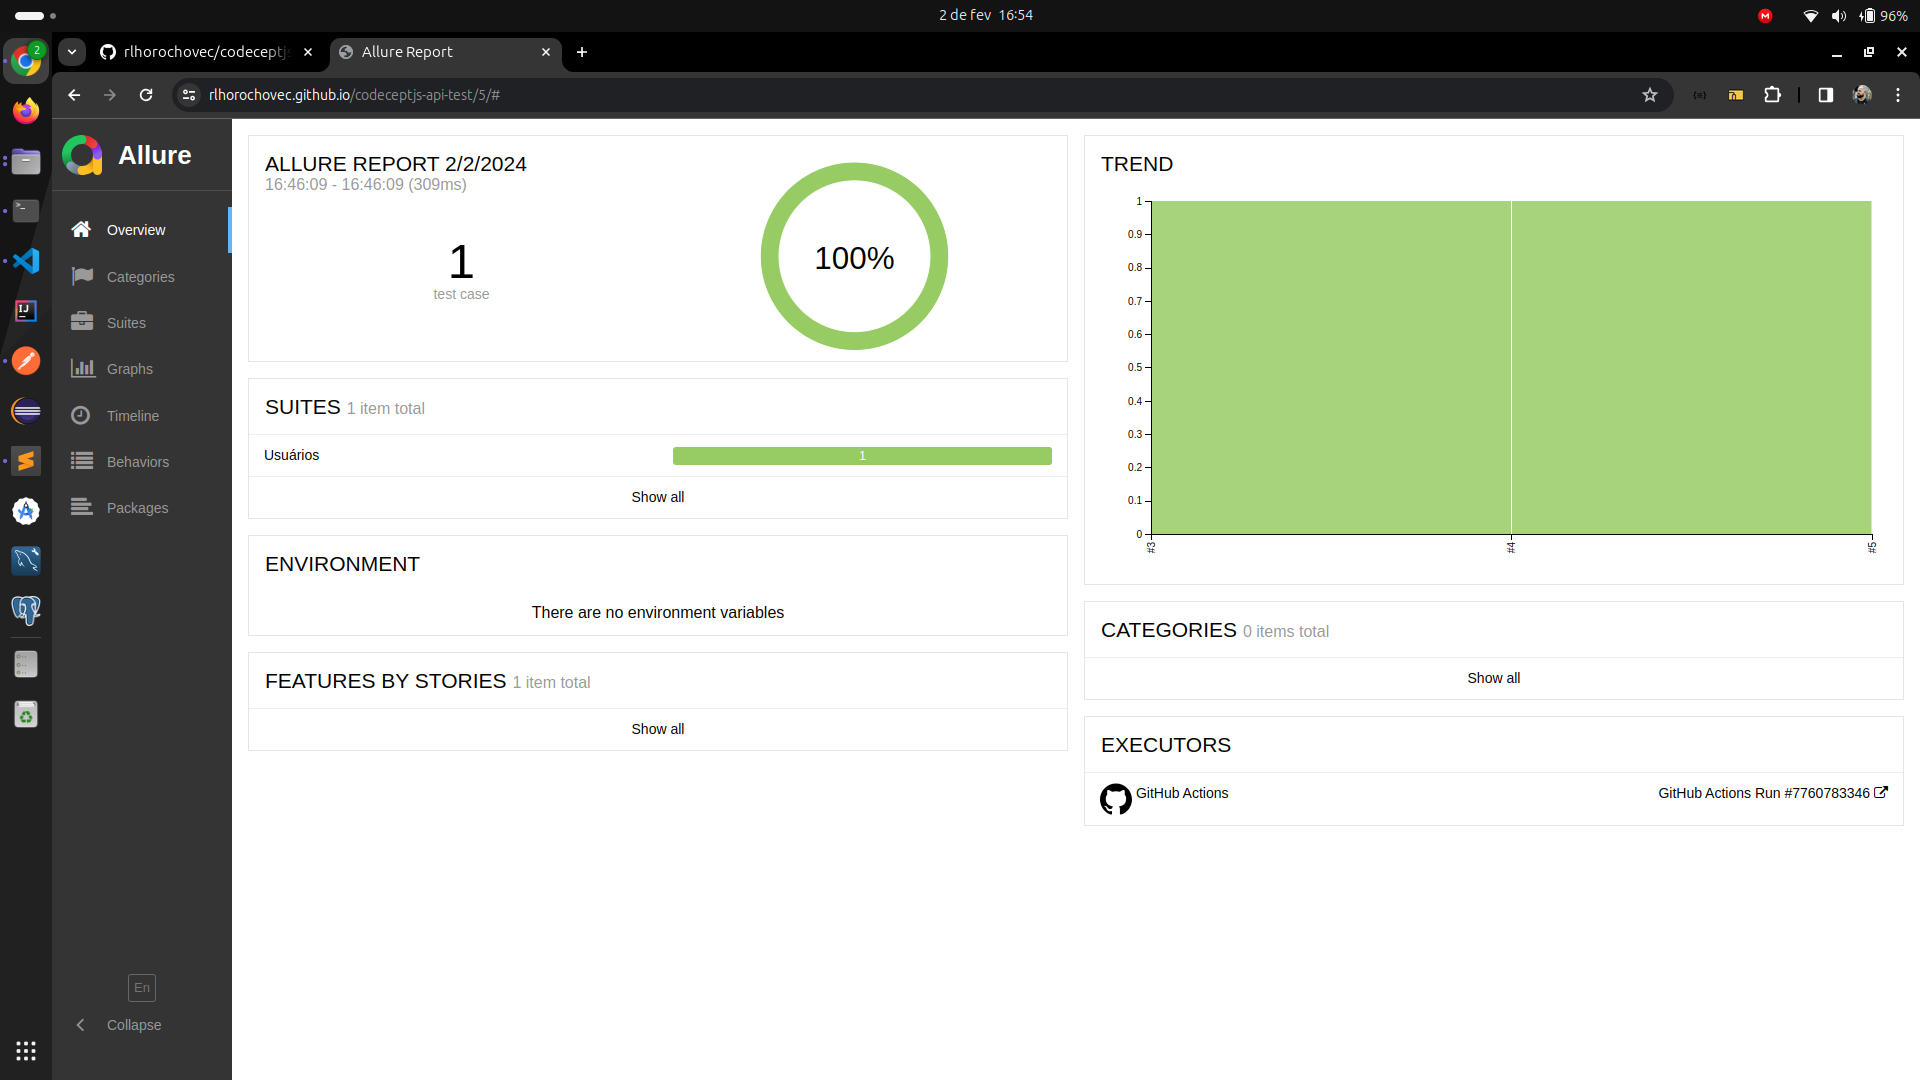 2 de fev 16:54
96%
2
rlhorochovec/codeceptjs
Allure Report
rlhorochovec.github.io/codeceptjs-api-test/5/#
Allure
Overview
Categories
Suites
Graphs
Timeline
Behaviors
Packages
En
Collapse
ALLURE REPORT 2/2/2024
16:46:09 - 16:46:09 (309ms)
1
test case
100%
SUITES 1 item total
Usuários
1
Show all
ENVIRONMENT
There are no environment variables
FEATURES BY STORIES 1 item total
Show all
TREND
1
0.9
0.8
0.7
0.6
0.5
0.4
0.3
0.2
0.1
0
#3
#4
#5
CATEGORIES 0 items total
Show all
EXECUTORS
GitHub Actions
GitHub Actions Run #7760783346